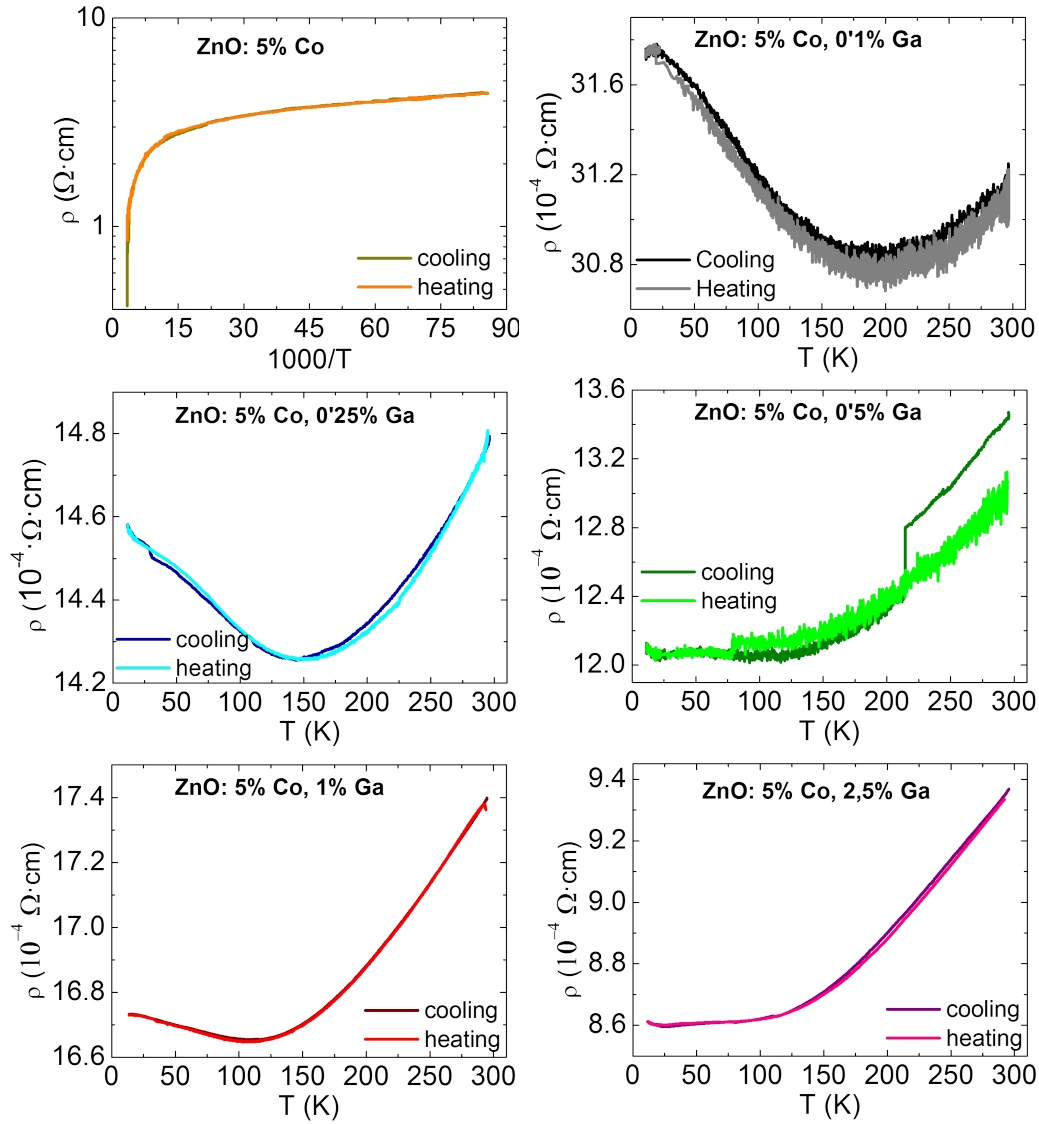 ZnO: 5% Co
10
1
ρ (Ω·cm)
cooling
heating
0 15 30 45 60 75 90
1000/T
ZnO: 5% Co, 0'1% Ga
31.6
31.2
30.8
ρ (10⁻⁴ Ω·cm)
Cooling
Heating
0 50 100 150 200 250 300
T (K)
ZnO: 5% Co, 0'25% Ga
14.8
14.6
14.4
14.2
ρ (10⁻⁴·Ω·cm)
cooling
heating
0 50 100 150 200 250 300
T (K)
ZnO: 5% Co, 0'5% Ga
13.6
13.2
12.8
12.4
12.0
ρ (10⁻⁴ Ω·cm)
cooling
heating
0 50 100 150 200 250 300
T (K)
ZnO: 5% Co, 1% Ga
17.4
17.2
17.0
16.8
16.6
ρ (10⁻⁴ Ω·cm)
cooling
heating
0 50 100 150 200 250 300
T (K)
ZnO: 5% Co, 2,5% Ga
9.4
9.2
9.0
8.8
8.6
ρ (10⁻⁴ Ω·cm)
cooling
heating
0 50 100 150 200 250 300
T (K)